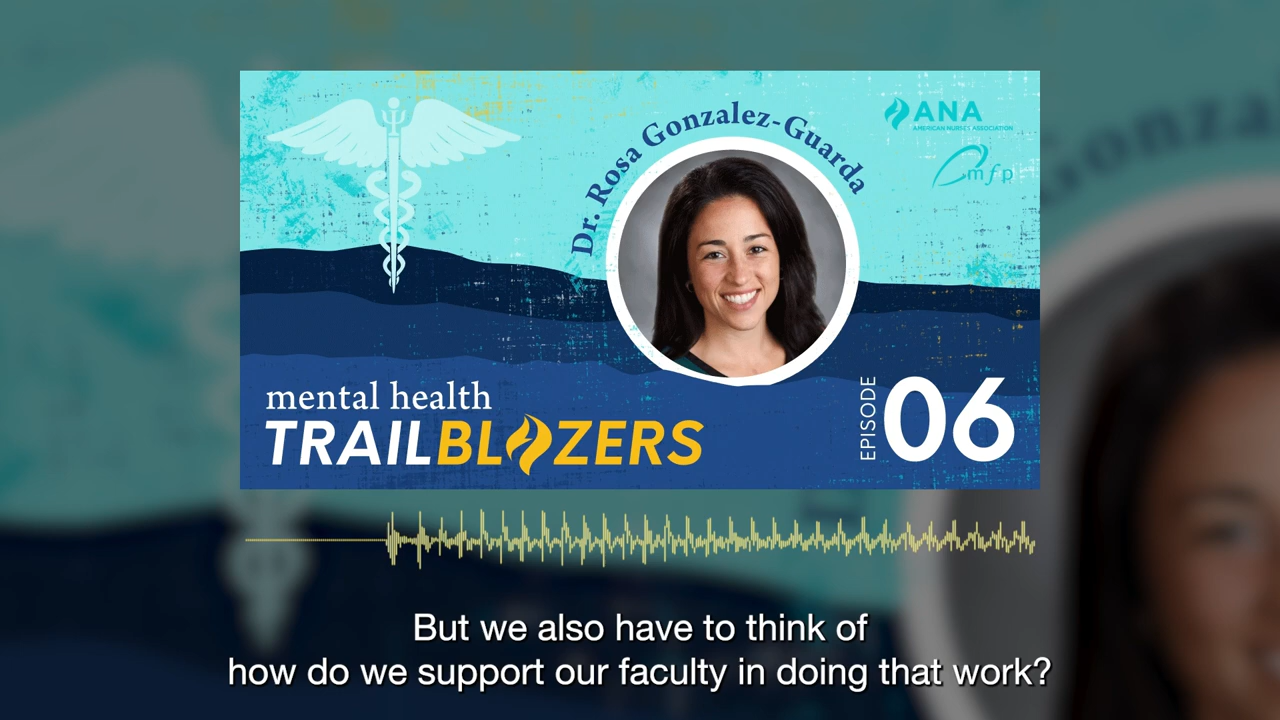 Dr. Rosa Gonzalez-Guarda
ANA
AMERICAN NURSES ASSOCIATION
mfp
mental health
TRAILBLAZERS
EPISODE
06
But we also have to think of
how do we support our faculty in doing that work?